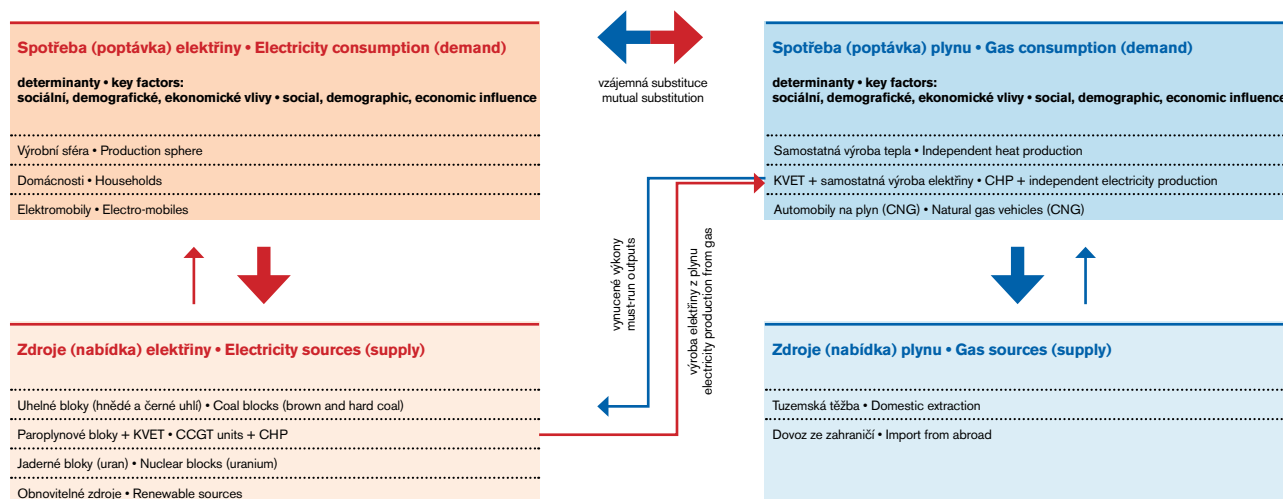 Spotřeba (poptávka) elektřiny • Electricity consumption (demand)
determinanty • key factors:
sociální, demografické, ekonomické vlivy • social, demographic, economic influence
Výrobní sféra • Production sphere
Domácnosti • Households
Elektromobily • Electro-mobiles
vzájemná substituce
mutual substitution
Spotřeba (poptávka) plynu • Gas consumption (demand)
determinanty • key factors:
sociální, demografické, ekonomické vlivy • social, demographic, economic influence
Samostatná výroba tepla • Independent heat production
KVET + samostatná výroba elektřiny • CHP + independent electricity production
Automobily na plyn (CNG) • Natural gas vehicles (CNG)
vynucené výkony
must-run outputs
výroba elektřiny z plynu
electricity production from gas
Zdroje (nabídka) elektřiny • Electricity sources (supply)
Uhelné bloky (hnědé a černé uhlí) • Coal blocks (brown and hard coal)
Paroplynové bloky + KVET • CCGT units + CHP
Jaderné bloky (uran) • Nuclear blocks (uranium)
Obnovitelné zdroje • Renewable sources
Zdroje (nabídka) plynu • Gas sources (supply)
Tuzemská těžba • Domestic extraction
Dovoz ze zahraničí • Import from abroad